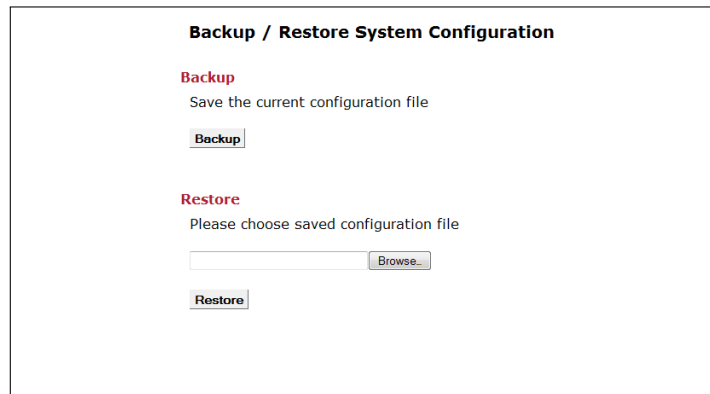 Backup / Restore System Configuration
Backup
Save the current configuration file
Backup
Restore
Please choose saved configuration file
Browse...
Restore